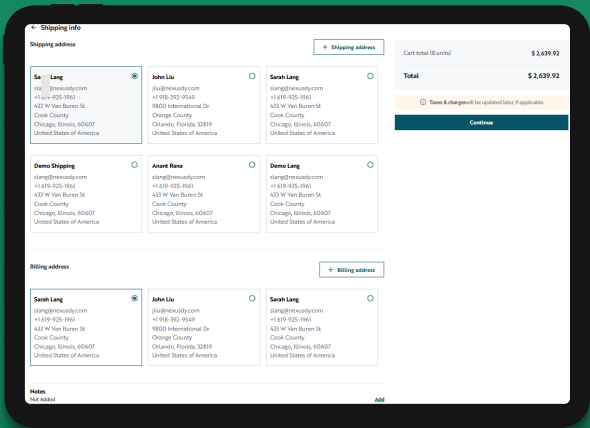 ← Shipping info
Shipping address
+ Shipping address
Lang
+1 619-925-1961
433 W Van Buren St
Cook County
Chicago, Illinois, 60607
United States of America
John Liu
jliu@nexusdy.com
+1 918-392-9549
9800 International Dr
Orange County
Orlando, Florida, 32819
United States of America
Sarah Lang
slang@nexusdy.com
+1 619-925-1961
433 W Van Buren St
Cook County
Chicago, Illinois, 60607
United States of America
Demo Shipping
slang@nexusdy.com
+1 619-925-1961
433 W Van Buren St
Cook County
Chicago, Illinois, 60607
United States of America
Anant Rana
slang@nexusdy.com
+1 619-925-1961
433 W Van Buren St
Cook County
Chicago, Illinois, 60607
United States of America
Demo Lang
slang@nexusdy.com
+1 619-925-1961
433 W Van Buren St
Cook County
Chicago, Illinois, 60607
United States of America
Billing address
+ Billing address
Sarah Lang
slang@nexusdy.com
+1 619-925-1961
433 W Van Buren St
Cook County
Chicago, Illinois, 60607
United States of America
John Liu
jliu@nexusdy.com
+1 918-392-9549
9800 International Dr
Orange County
Orlando, Florida, 32819
United States of America
Sarah Lang
slang@nexusdy.com
+1 619-925-1961
433 W Van Buren St
Cook County
Chicago, Illinois, 60607
United States of America
Notes
Not Added
Add
Cart total (8 units) $ 2,639.92
Total $ 2,639.92
Taxes & charges will be updated later, if applicable
Continue